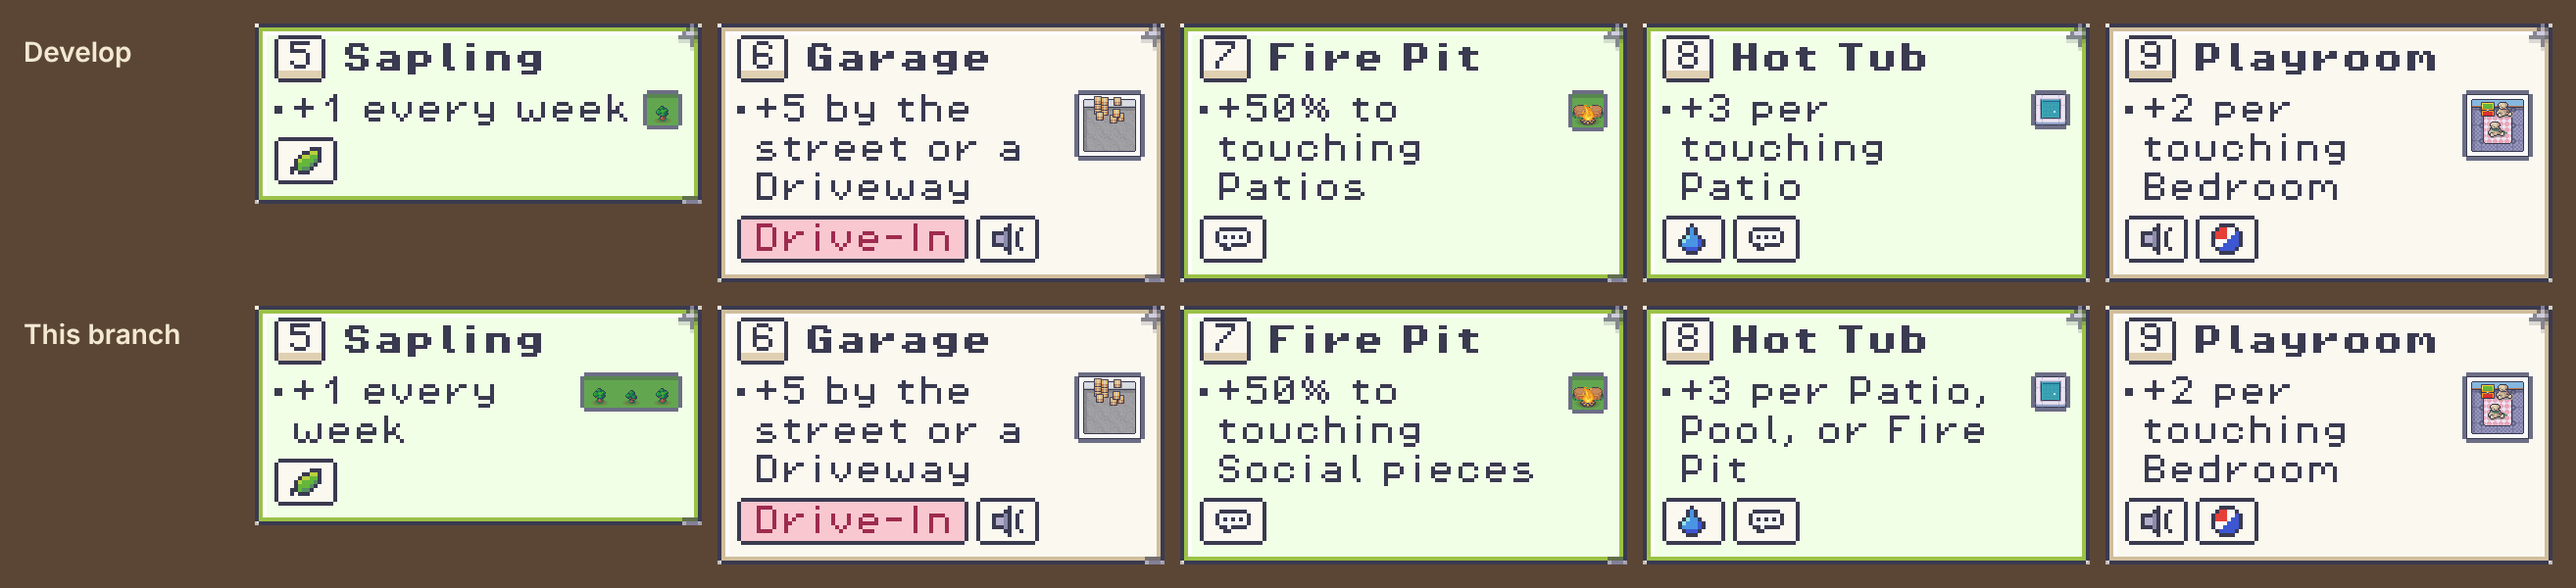 Develop
5 Sapling
▪+1 every week
6 Garage
▪+5 by the
street or a
Driveway
Drive-In
7 Fire Pit
▪+50% to
touching
Patios
8 Hot Tub
▪+3 per
touching
Patio
9 Playroom
▪+2 per
touching
Bedroom
This branch
5 Sapling
▪+1 every
week
6 Garage
▪+5 by the
street or a
Driveway
Drive-In
7 Fire Pit
▪+50% to
touching
Social pieces
8 Hot Tub
▪+3 per Patio,
Pool, or Fire
Pit
9 Playroom
▪+2 per
touching
Bedroom